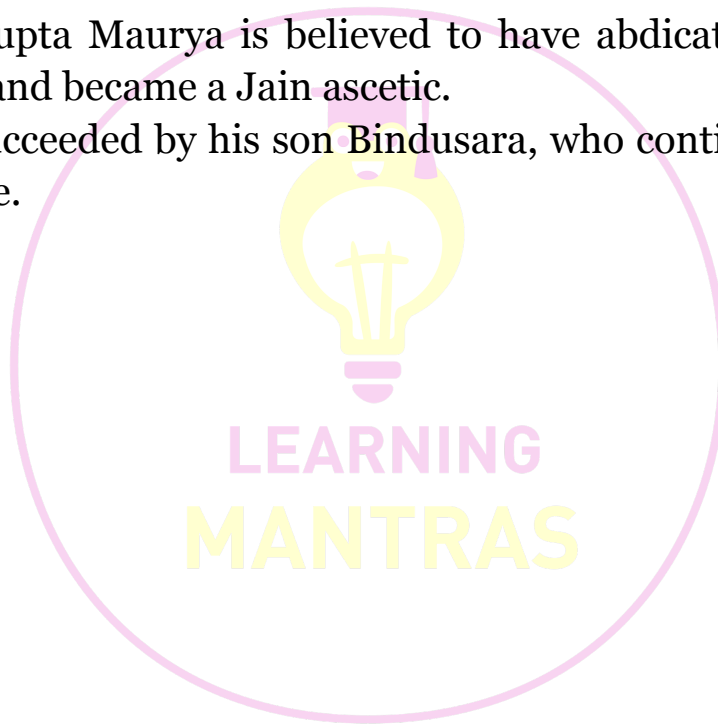 upta Maurya is believed to have abdicat
and became a Jain ascetic.
cceeded by his son Bindusara, who conti
e.
LEARNING
MANTRAS